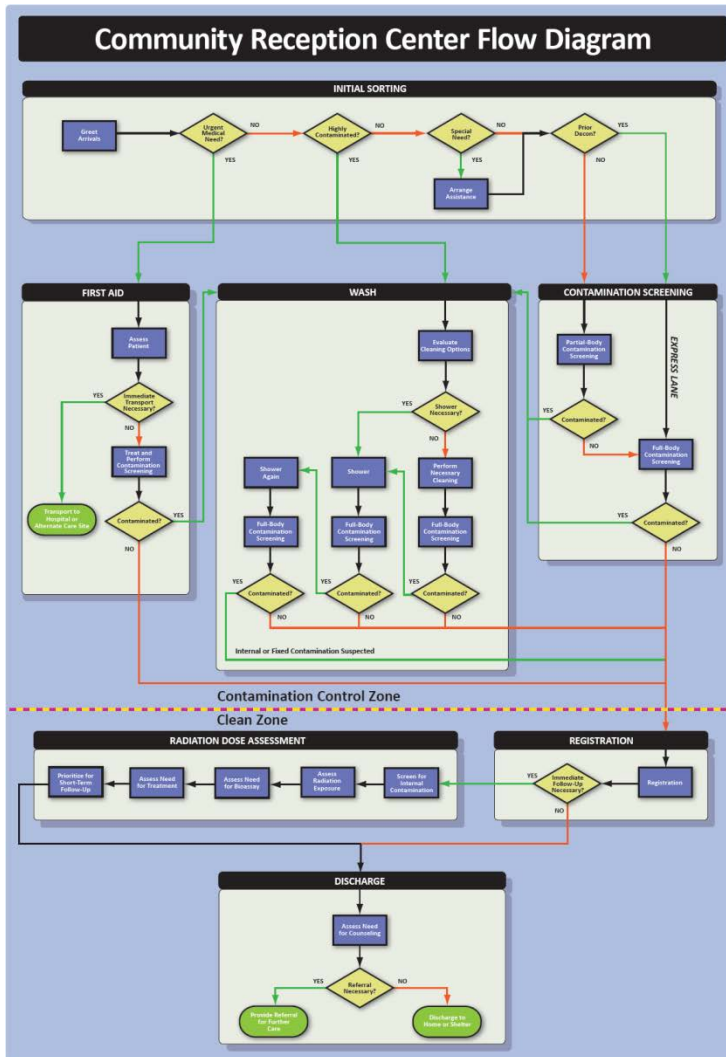 Community Reception Center Flow Diagram
INITIAL SORTING
Great
Arrivals
Urgent
Medical
Need?
NO
YES
Highly
Contaminated?
NO
YES
Special
Need?
NO
YES
Arrange
Assistance
Prior
Decon?
YES
NO
FIRST AID
Assess
Patient
Immediate
Transport
Necessary?
YES
NO
Treat and
Perform
Contamination
Screening
Transport to
Hospital or
Alternate Care Site
Contaminated?
YES
NO
WASH
Evaluate
Cleaning Options
Shower
Necessary?
YES
NO
Shower
Again
Shower
Perform
Necessary
Cleaning
Full-Body
Contamination
Screening
Full-Body
Contamination
Screening
Full-Body
Contamination
Screening
YES
Contaminated?
NO
YES
Contaminated?
NO
YES
Contaminated?
NO
Internal or Fixed Contamination Suspected
CONTAMINATION SCREENING
Partial-Body
Contamination
Screening
EXPRESS LANE
YES
Contaminated?
NO
Full-Body
Contamination
Screening
YES
Contaminated?
NO
Contamination Control Zone
Clean Zone
RADIATION DOSE ASSESSMENT
Prioritize for
Short-Term
Follow-Up
Assess Need
for Treatment
Assess Need
for Bioassay
Assess
Radiation
Exposure
Screen for
Internal
Contamination
REGISTRATION
YES
Immediate
Follow-Up
Necessary?
NO
Registration
DISCHARGE
Assess Need
for Counseling
YES
Referral
Necessary?
NO
Provide Referral
for Further
Care
Discharge to
Home or Shelter